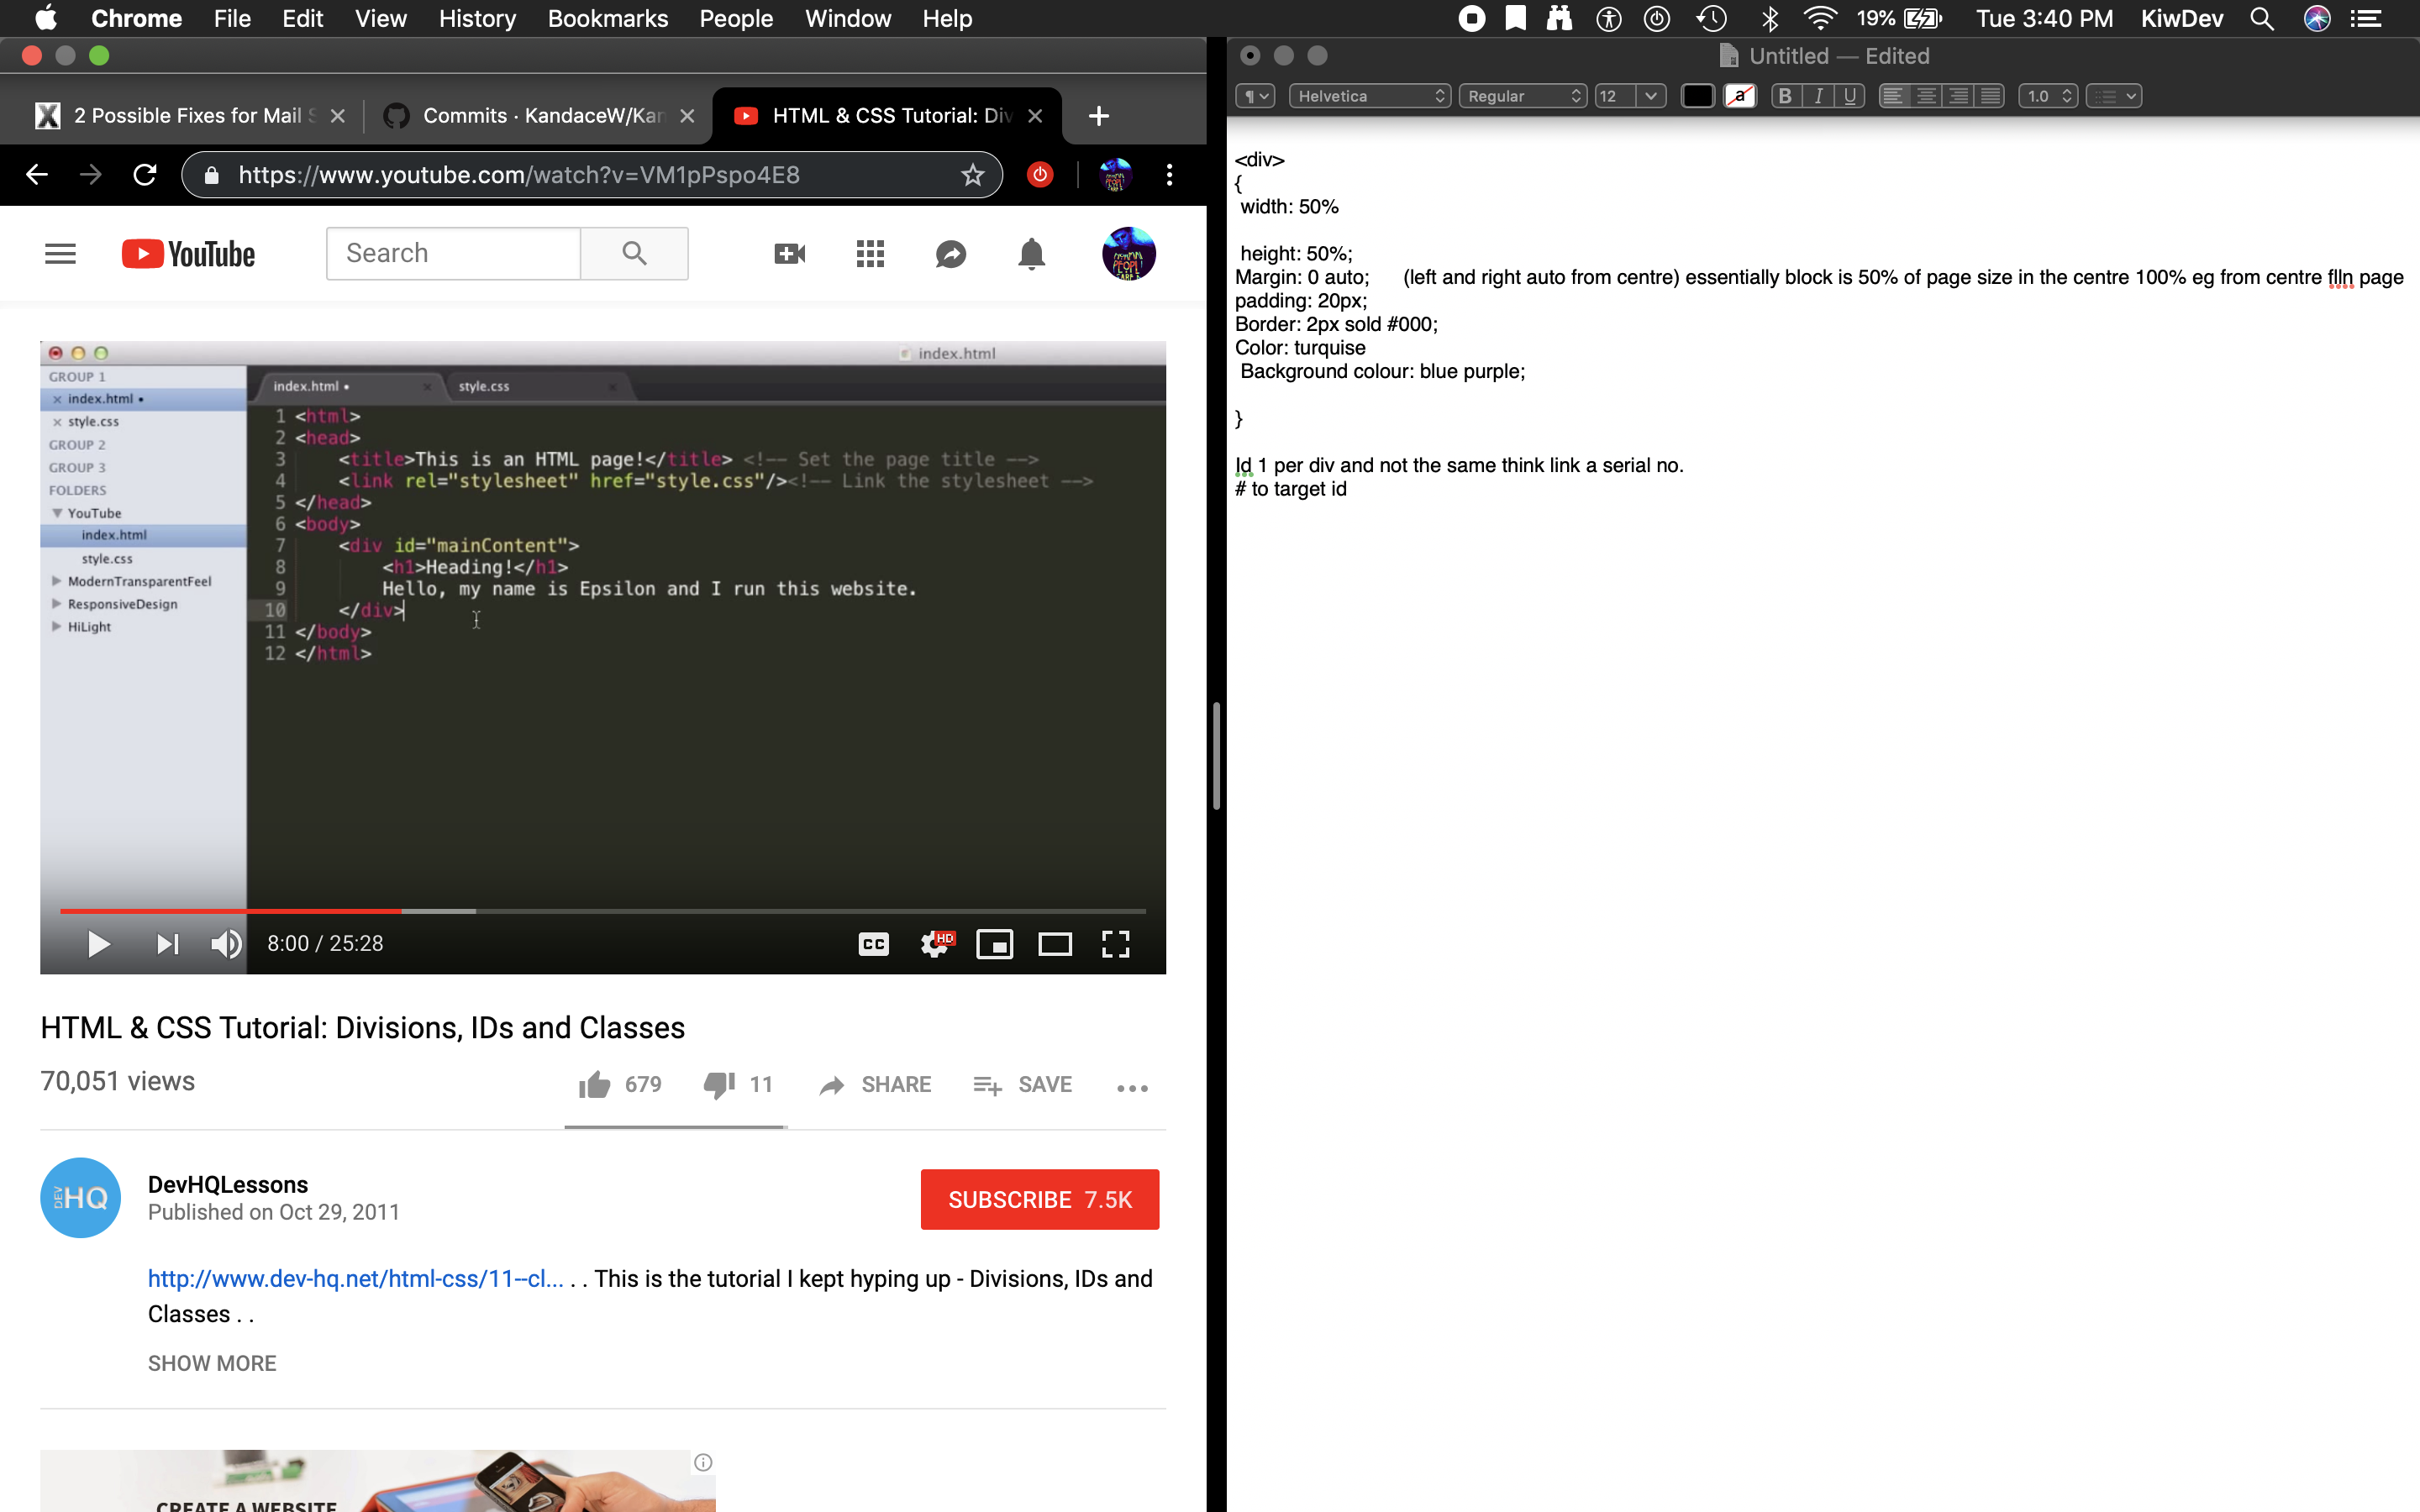 Chrome File Edit View History Bookmarks People Window Help 19% Tue 3:40 PM KiwDev
2 Possible Fixes for Mail S
Commits · KandaceW/Kan
HTML & CSS Tutorial: Div
https://www.youtube.com/watch?v=VM1pPspo4E8
YouTube
Search
index.html
GROUP 1
index.html
style.css
GROUP 2
GROUP 3
FOLDERS
YouTube
index.html
style.css
ModernTransparentFeel
ResponsiveDesign
HiLight
index.html • style.css
1 <html>
2 <head>
3 <title>This is an HTML page!</title> <!-- Set the page title -->
4 <link rel="stylesheet" href="style.css"/><!-- Link the stylesheet -->
5 </head>
6 <body>
7 <div id="mainContent">
8 <h1>Heading!</h1>
9 Hello, my name is Epsilon and I run this website.
10 </div>
11 </body>
12 </html>
8:00 / 25:28
CC
HD
HTML & CSS Tutorial: Divisions, IDs and Classes
70,051 views
679 11 SHARE SAVE
DEV HQ
DevHQLessons
Published on Oct 29, 2011
SUBSCRIBE 7.5K
http://www.dev-hq.net/html-css/11--cl... . . This is the tutorial I kept hyping up - Divisions, IDs and
Classes . .
SHOW MORE
CREATE A WEBSITE
Untitled — Edited
Helvetica Regular 12 a B I U 1.0
<div>
{
width: 50%
height: 50%;
Margin: 0 auto; (left and right auto from centre) essentially block is 50% of page size in the centre 100% eg from centre flln page
padding: 20px;
Border: 2px sold #000;
Color: turquise
Background colour: blue purple;
}
Id 1 per div and not the same think link a serial no.
# to target id